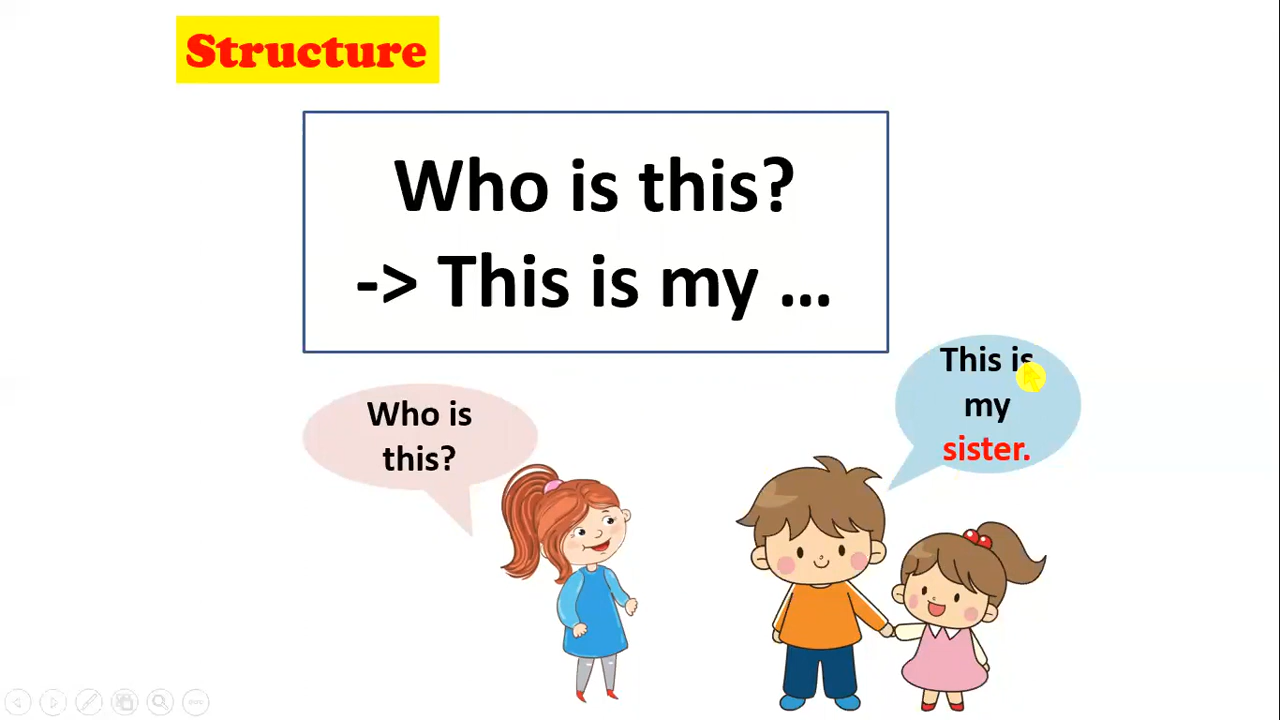 Structure
Who is this?
-> This is my ...
Who is
this?
This is
my
sister.